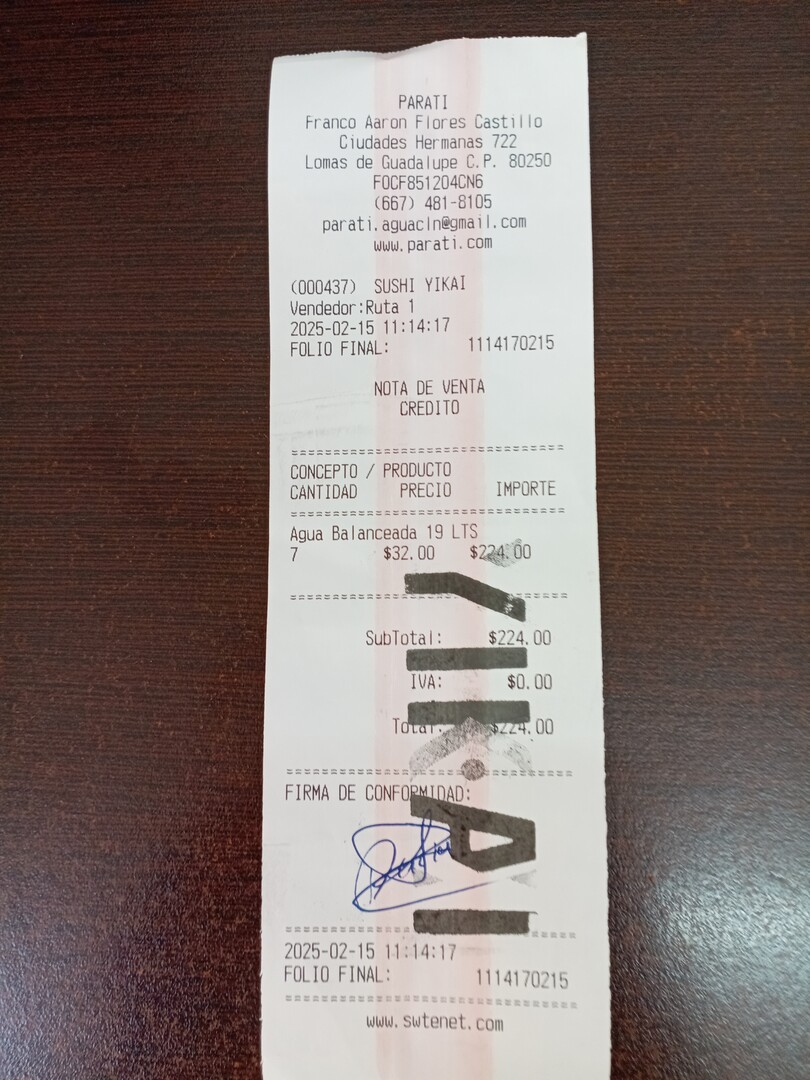 PARATI
Franco Aaron Flores Castillo
Ciudades Hermanas 722
Lomas de Guadalupe C.P. 80250
FOCF851204CN6
(667) 481-8105
parati.aguacln@gmail.com
www.parati.com
(000437) SUSHI YIKAI
Vendedor:Ruta 1
2025-02-15 11:14:17
FOLIO FINAL: 1114170215
NOTA DE VENTA
CREDITO
CONCEPTO / PRODUCTO
CANTIDAD PRECIO IMPORTE
Agua Balanceada 19 LTS
7 $32.00 $224.00
SubTotal: $224.00
IVA: $0.00
Total: $224.00
FIRMA DE CONFORMIDAD:
YIKAI
2025-02-15 11:14:17
FOLIO FINAL: 1114170215
www.swtenet.com